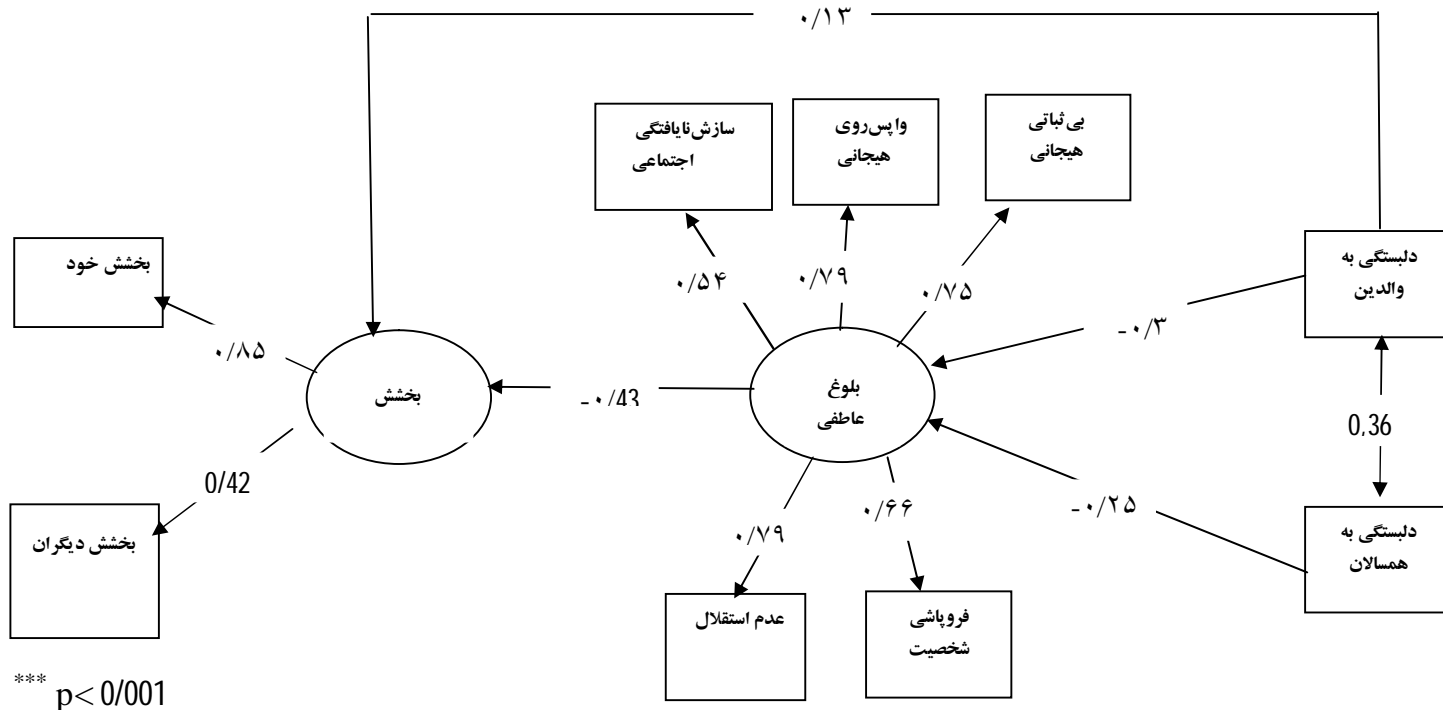 ۰/۱۳
سازش‌نایافتگی
اجتماعی
واپس‌روی
هیجانی
بی‌ثباتی
هیجانی
بخشش خود
دلبستگی به
والدین
۰/۵۴
۰/۷۹
۰/۷۵
-۰/۳
۰/۸۵
بخشش
-۰/43
بلوغ
عاطفی
0.36
0/42
-۰/۲۵
بخشش دیگران
۰/۷۹
۰/۶۶
دلبستگی به
همسالان
عدم استقلال
فروپاشی
شخصیت
*** p< 0/001